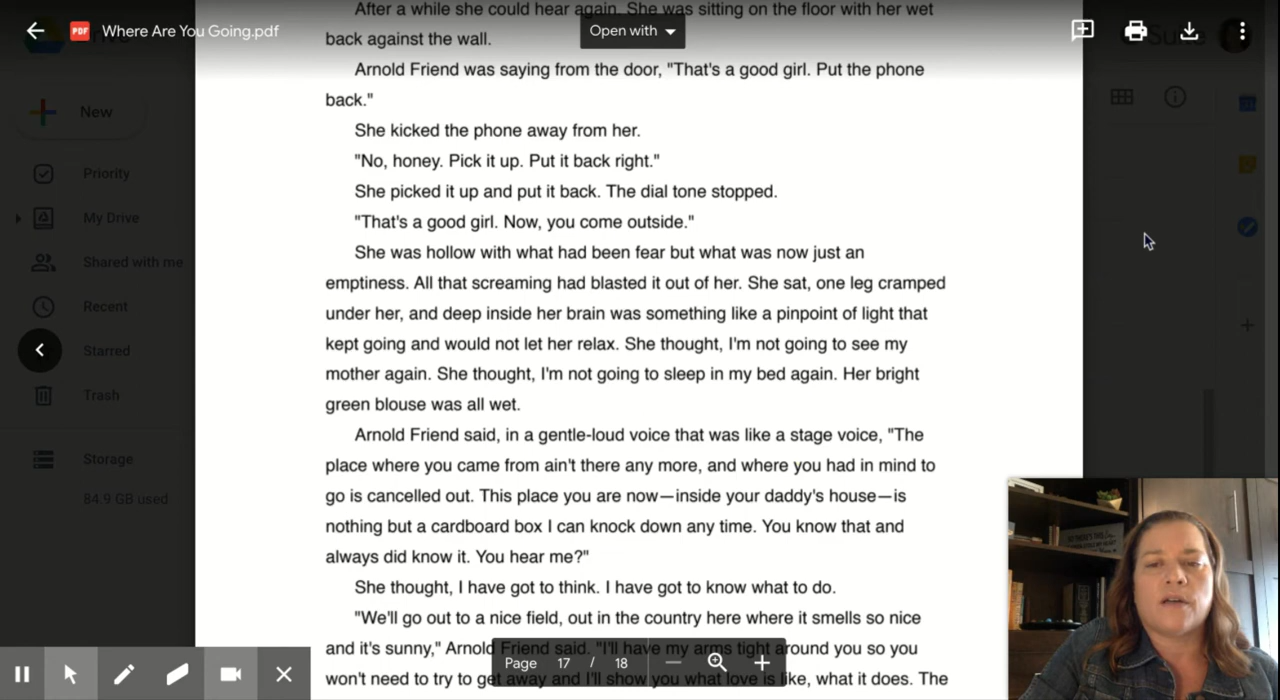 After a while she could hear again. She was sitting on the floor with her wet
Where Are You Going.pdf
Open with
PDF
back against the wall.
Arnold Friend was saying from the door, "That's a good girl. Put the phone
back."
New
She kicked the phone away from her.
"No, honey. Pick it up. Put it back right."
Priority
She picked it up and put it back. The dial tone stopped.
My Drive
"That's a good girl. Now, you come outside."
She was hollow with what had been fear but what was now just an
Shared with me
emptiness. All that screaming had blasted it out of her. She sat, one leg cramped
Recent
under her, and deep inside her brain was something like a pinpoint of light that
kept going and would not let her relax. She thought, I'm not going to see my
Starred
mother again. She thought, I'm not going to sleep in my bed again. Her bright
Trash
green blouse was all wet.
Arnold Friend said, in a gentle-loud voice that was like a stage voice, "The
Storage
place where you came from ain't there any more, and where you had in mind to
84.9 GB used
go is cancelled out. This place you are now—inside your daddy's house—is
nothing but a cardboard box I can knock down any time. You know that and
always did know it. You hear me?"
She thought, I have got to think. I have got to know what to do.
"We'll go out to a nice field, out in the country here where it smells so nice
and it's sunny," Arnold Friend said. "I'll have my arms tight around you so you
Page 17 / 18
won't need to try to get away and I'll show you what love is like, what it does. The